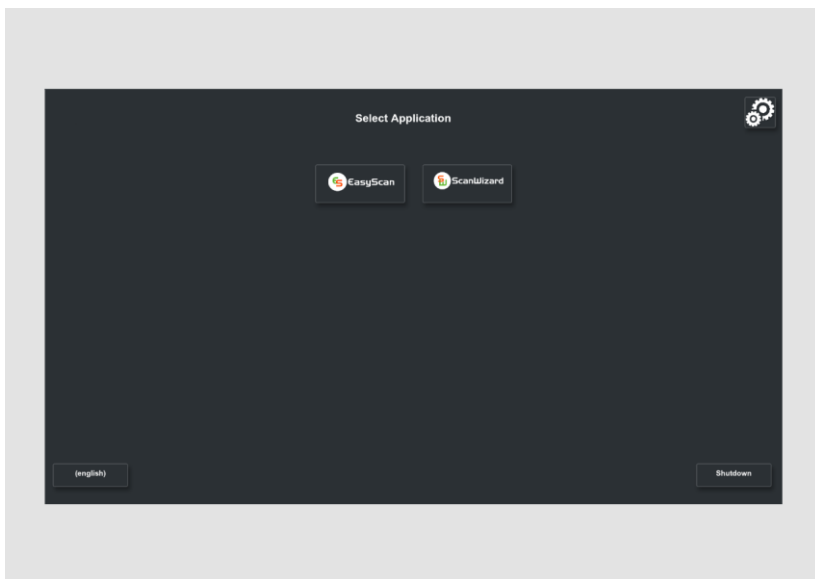 Select Application
EasyScan
ScanWizard
(english)
Shutdown